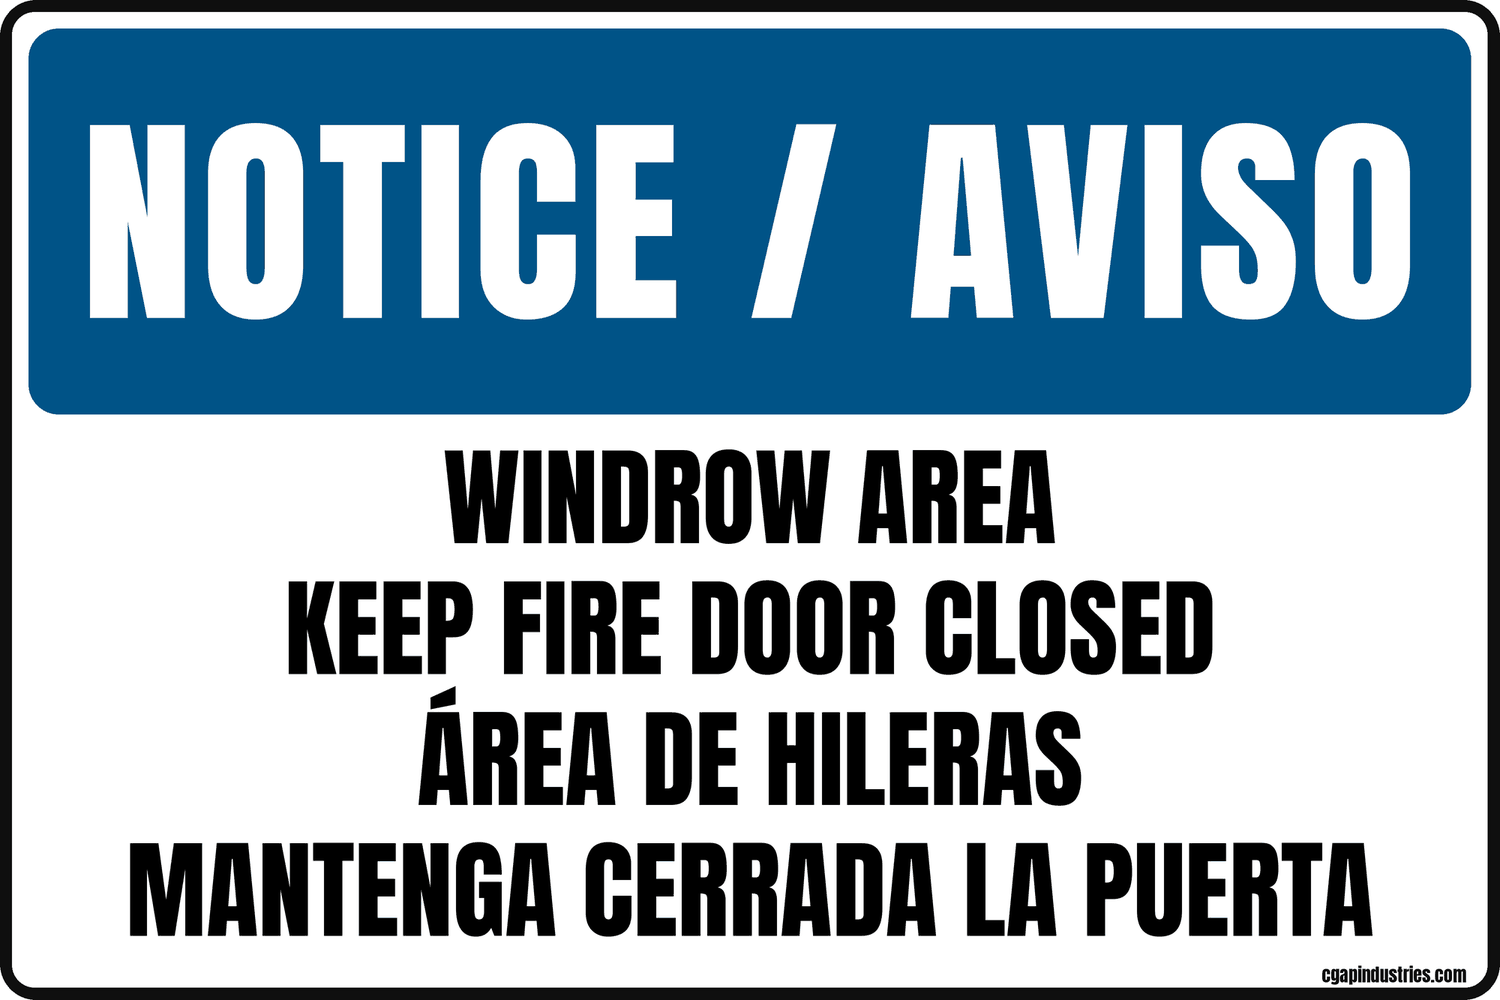 NOTICE / AVISO
WINDROW AREA
KEEP FIRE DOOR CLOSED
ÁREA DE HILERAS
MANTENGA CERRADA LA PUERTA
cgapindustries.com